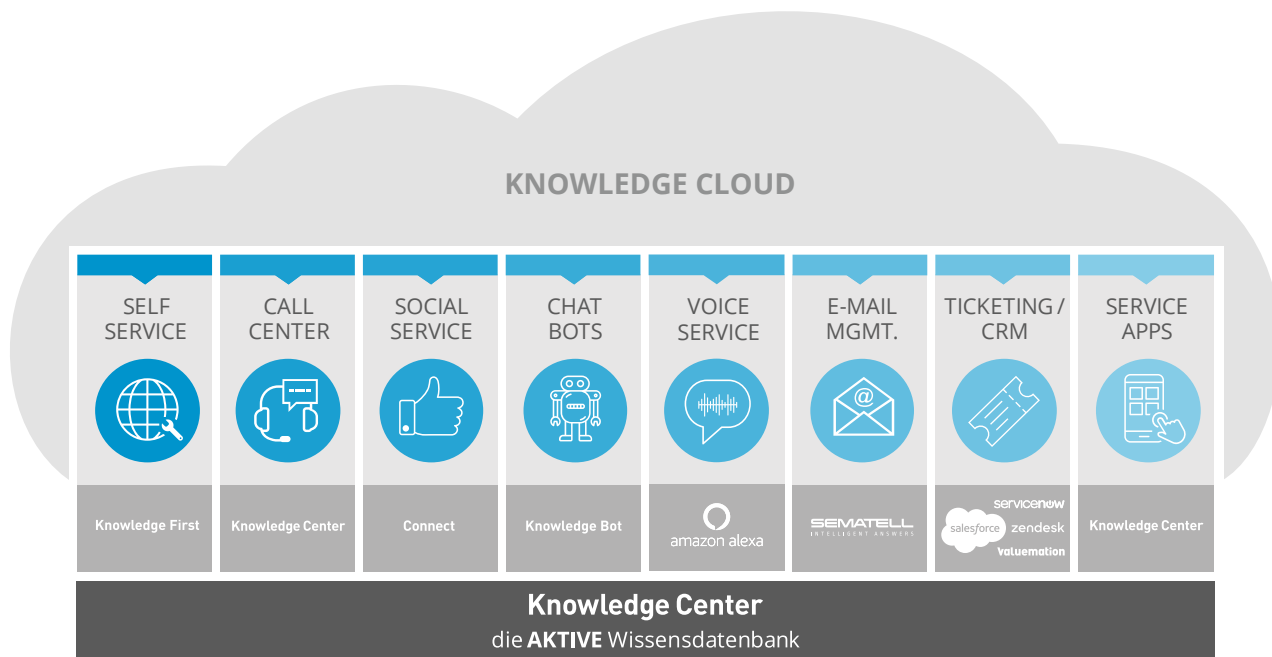 KNOWLEDGE CLOUD
SELF
SERVICE
CALL
CENTER
SOCIAL
SERVICE
CHAT
BOTS
VOICE
SERVICE
E-MAIL
MGMT.
TICKETING /
CRM
SERVICE
APPS
@
Knowledge First
Knowledge Center
Connect
Knowledge Bot
amazon alexa
SEMATELL
INTELLIGENT ANSWERS
servicenow
salesforce
zendesk
valuemation
Knowledge Center
Knowledge Center
die AKTIVE Wissensdatenbank